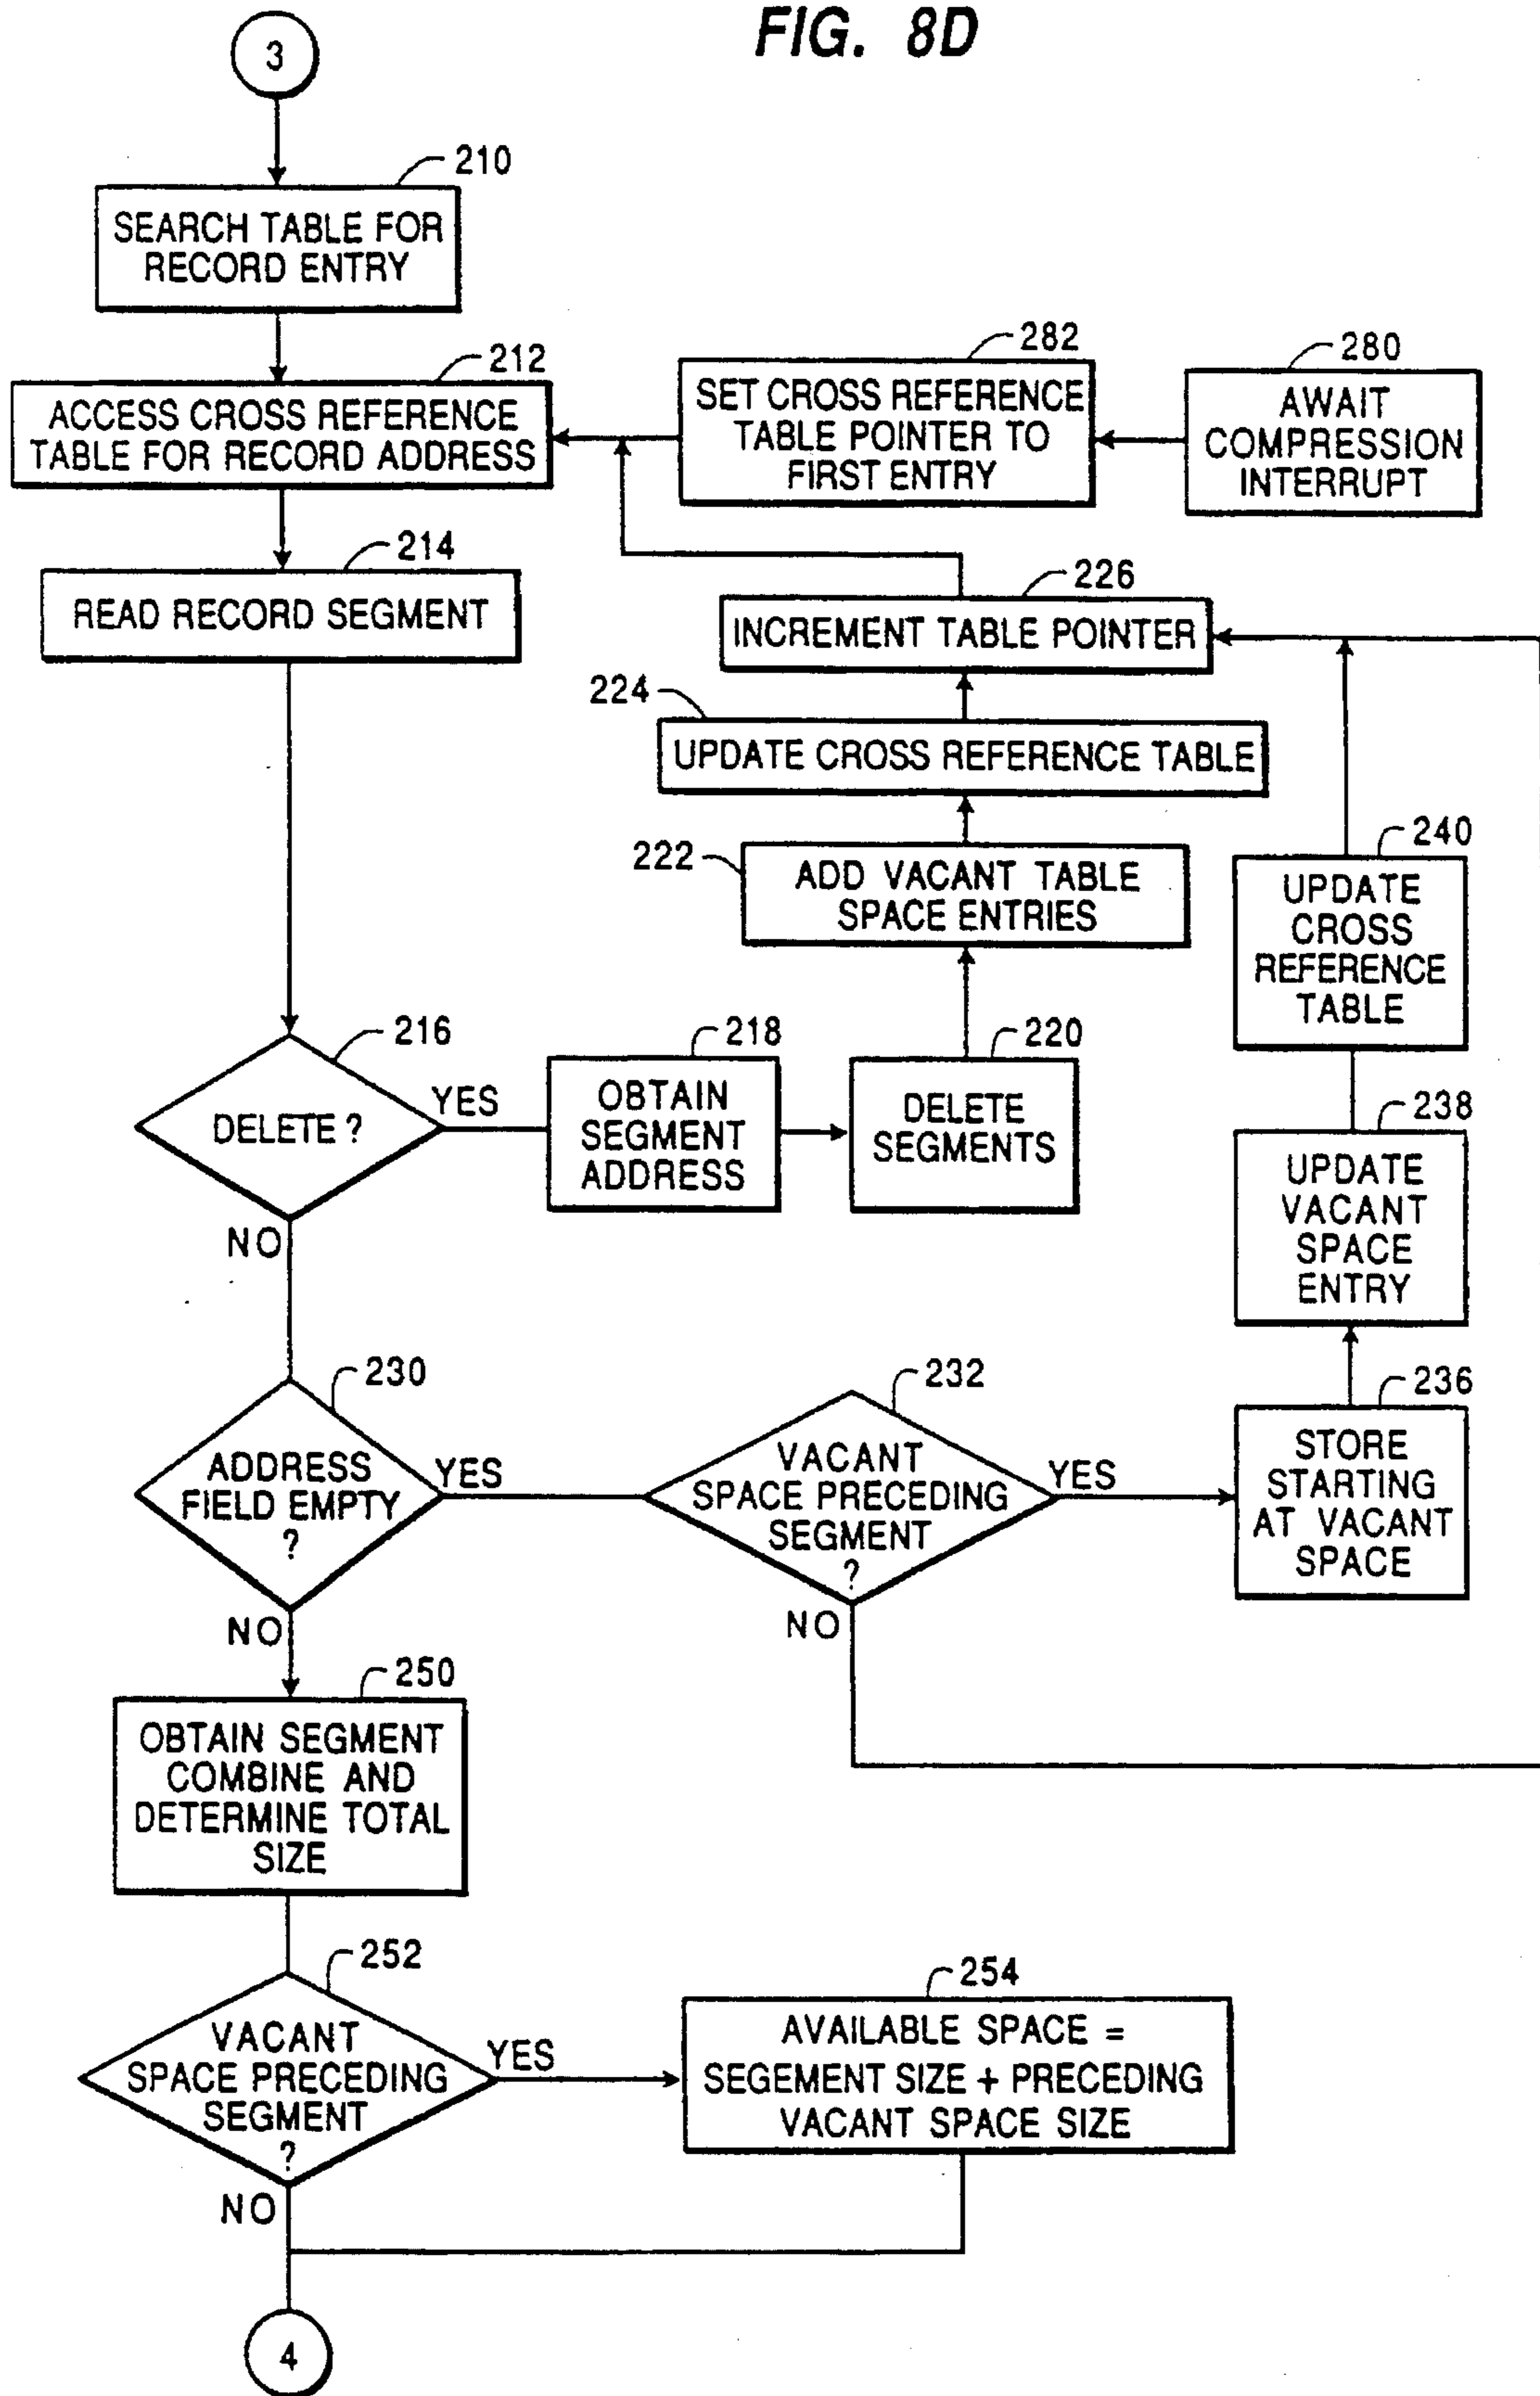 FIG. 8D
3
210
SEARCH TABLE FOR
RECORD ENTRY
212
ACCESS CROSS REFERENCE
TABLE FOR RECORD ADDRESS
282
SET CROSS REFERENCE
TABLE POINTER TO
FIRST ENTRY
280
AWAIT
COMPRESSION
INTERRUPT
214
READ RECORD SEGMENT
226
INCREMENT TABLE POINTER
224
UPDATE CROSS REFERENCE TABLE
222
ADD VACANT TABLE
SPACE ENTRIES
240
UPDATE
CROSS
REFERENCE
TABLE
216
DELETE ?
YES
NO
218
OBTAIN
SEGMENT
ADDRESS
220
DELETE
SEGMENTS
238
UPDATE
VACANT
SPACE
ENTRY
230
ADDRESS
FIELD EMPTY
?
YES
NO
232
VACANT
SPACE PRECEDING
SEGMENT
?
YES
NO
236
STORE
STARTING
AT VACANT
SPACE
250
OBTAIN SEGMENT
COMBINE AND
DETERMINE TOTAL
SIZE
252
VACANT
SPACE PRECEDING
SEGMENT
?
YES
NO
254
AVAILABLE SPACE =
SEGEMENT SIZE + PRECEDING
VACANT SPACE SIZE
4